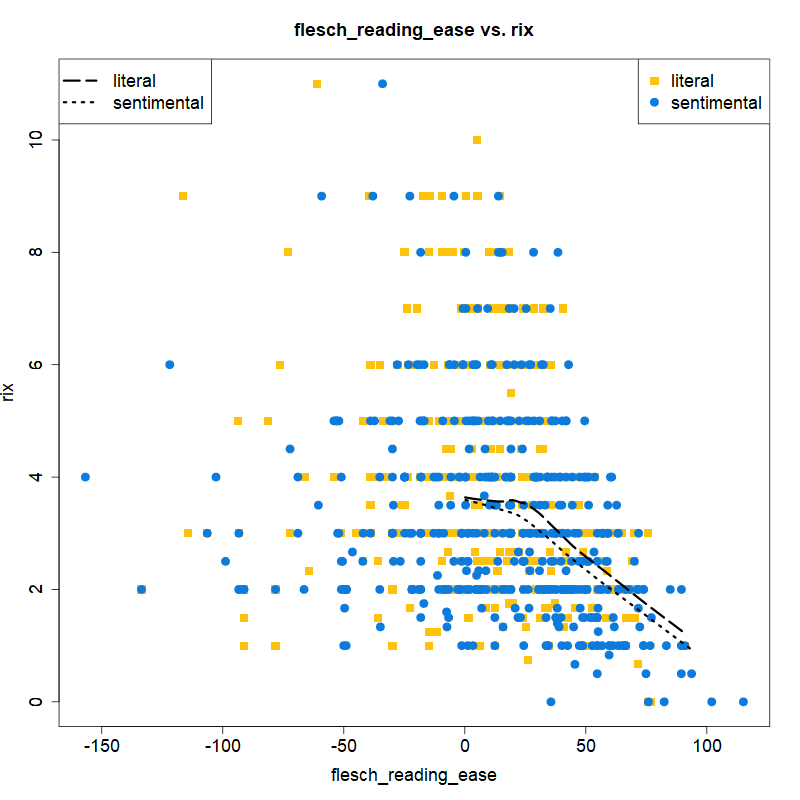 flesch_reading_ease vs. rix
literal
sentimental
literal
sentimental
10
8
6
4
2
0
rix
-150
-100
-50
0
50
100
flesch_reading_ease